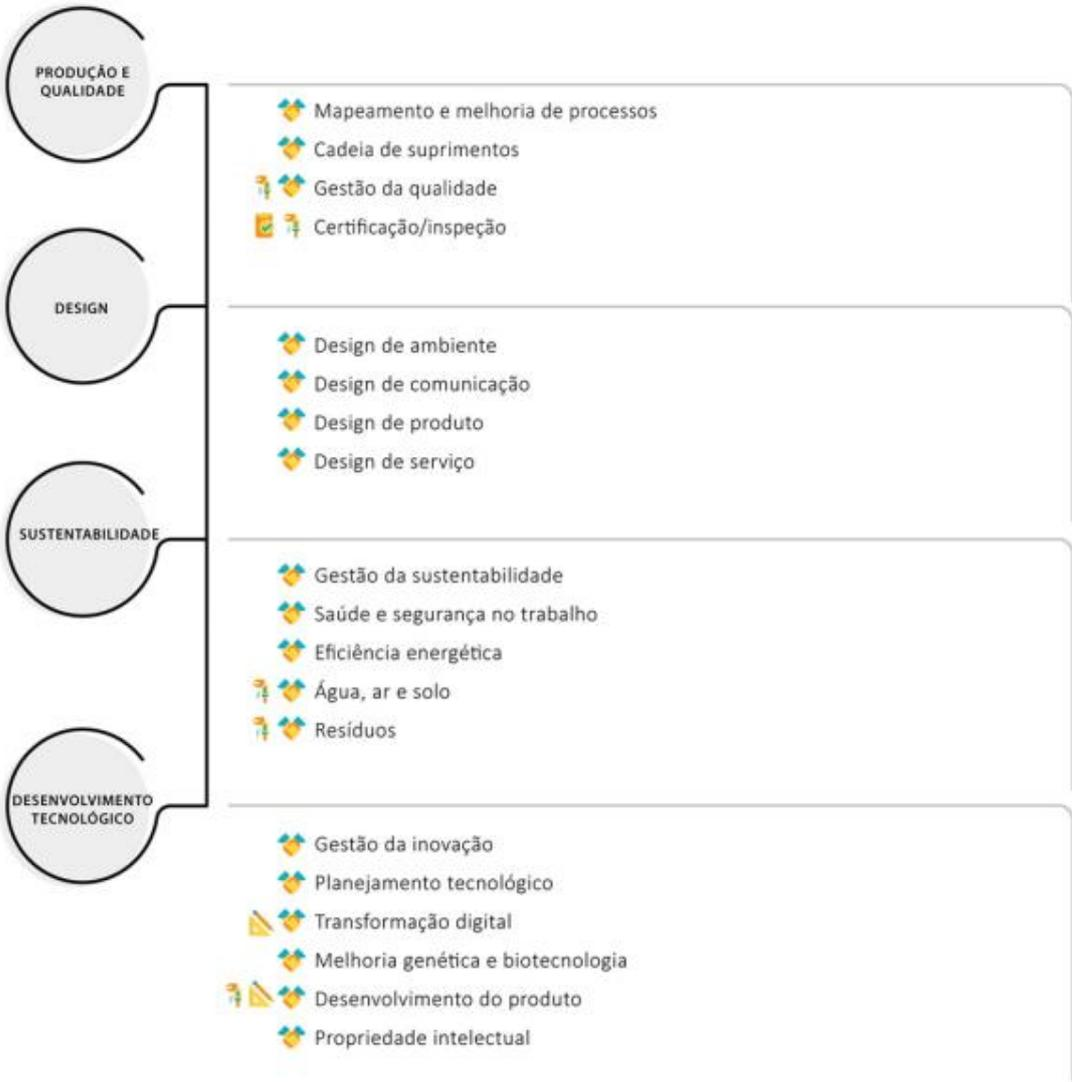 PRODUÇÃO E
QUALIDADE
Mapeamento e melhoria de processos
Cadeia de suprimentos
Gestão da qualidade
Certificação/inspeção
DESIGN
Design de ambiente
Design de comunicação
Design de produto
Design de serviço
SUSTENTABILIDADE
Gestão da sustentabilidade
Saúde e segurança no trabalho
Eficiência energética
Água, ar e solo
Resíduos
DESENVOLVIMENTO
TECNOLÓGICO
Gestão da inovação
Planejamento tecnológico
Transformação digital
Melhoria genética e biotecnologia
Desenvolvimento do produto
Propriedade intelectual